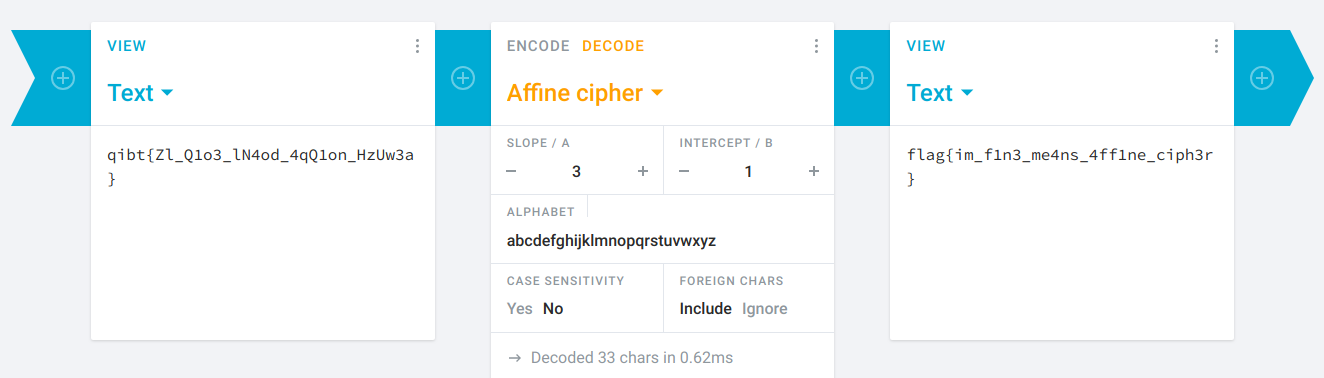 VIEW
Text
qibt{Zl_Q1o3_lN4od_4qQ1on_HzUw3a
}
ENCODE DECODE
Affine cipher
SLOPE / A
3
INTERCEPT / B
1
ALPHABET
abcdefghijklmnopqrstuvwxyz
CASE SENSITIVITY
Yes No
FOREIGN CHARS
Include Ignore
→ Decoded 33 chars in 0.62ms
VIEW
Text
flag{im_f1n3_me4ns_4ff1ne_ciph3r
}